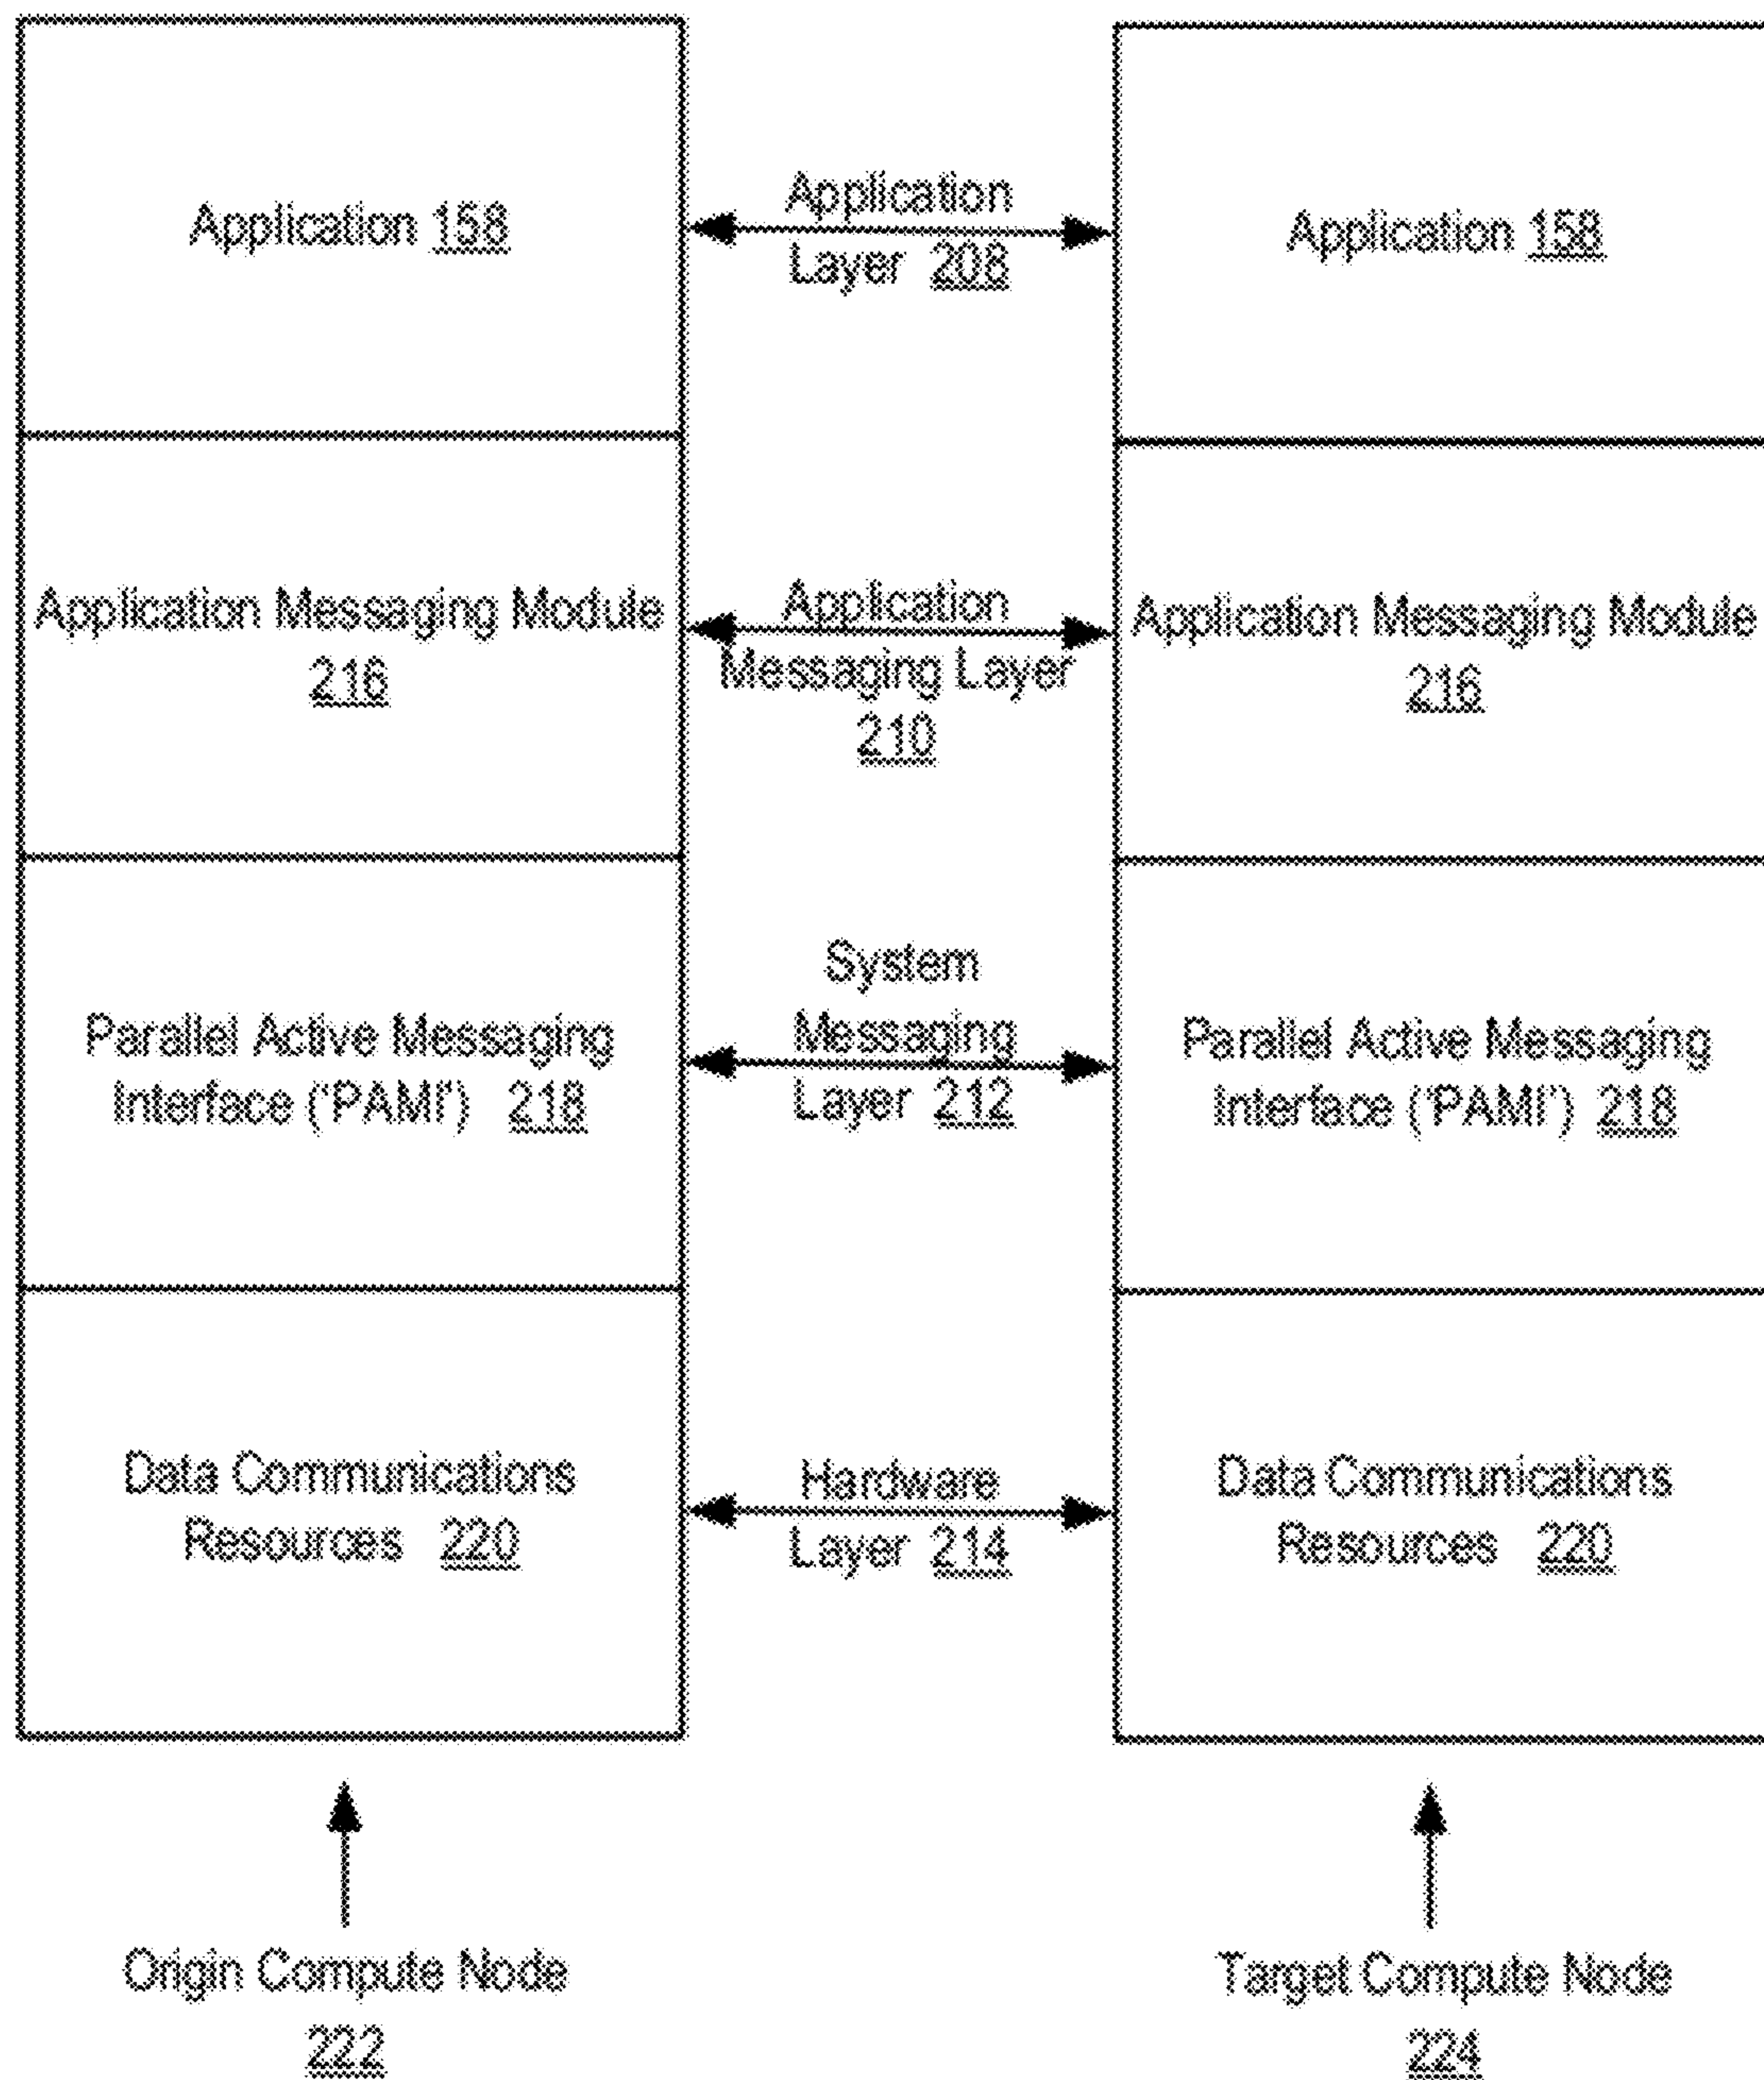 Application 158
Application
Layer 208
Application 158
Application Messaging Module
216
Application
Messaging Layer
210
Application Messaging Module
216
Parallel Active Messaging
Interface ('PAMI') 218
System
Messaging
Layer 212
Parallel Active Messaging
Interface ('PAMI') 218
Data Communications
Resources 220
Hardware
Layer 214
Data Communications
Resources 220
Origin Compute Node
222
Target Compute Node
224